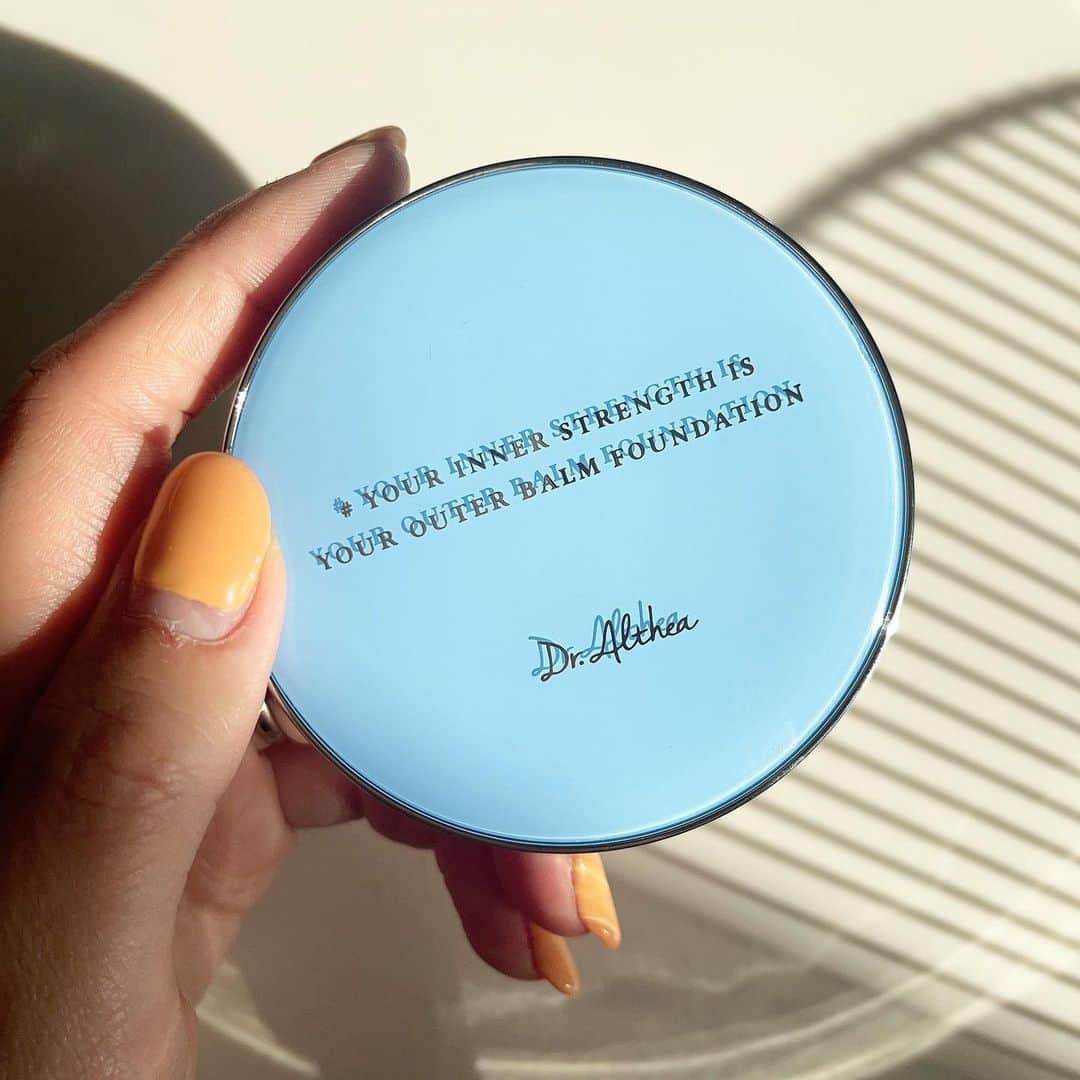 # YOUR INNER STRENGTH IS
YOUR OUTER BALM FOUNDATION
Dr. Althea